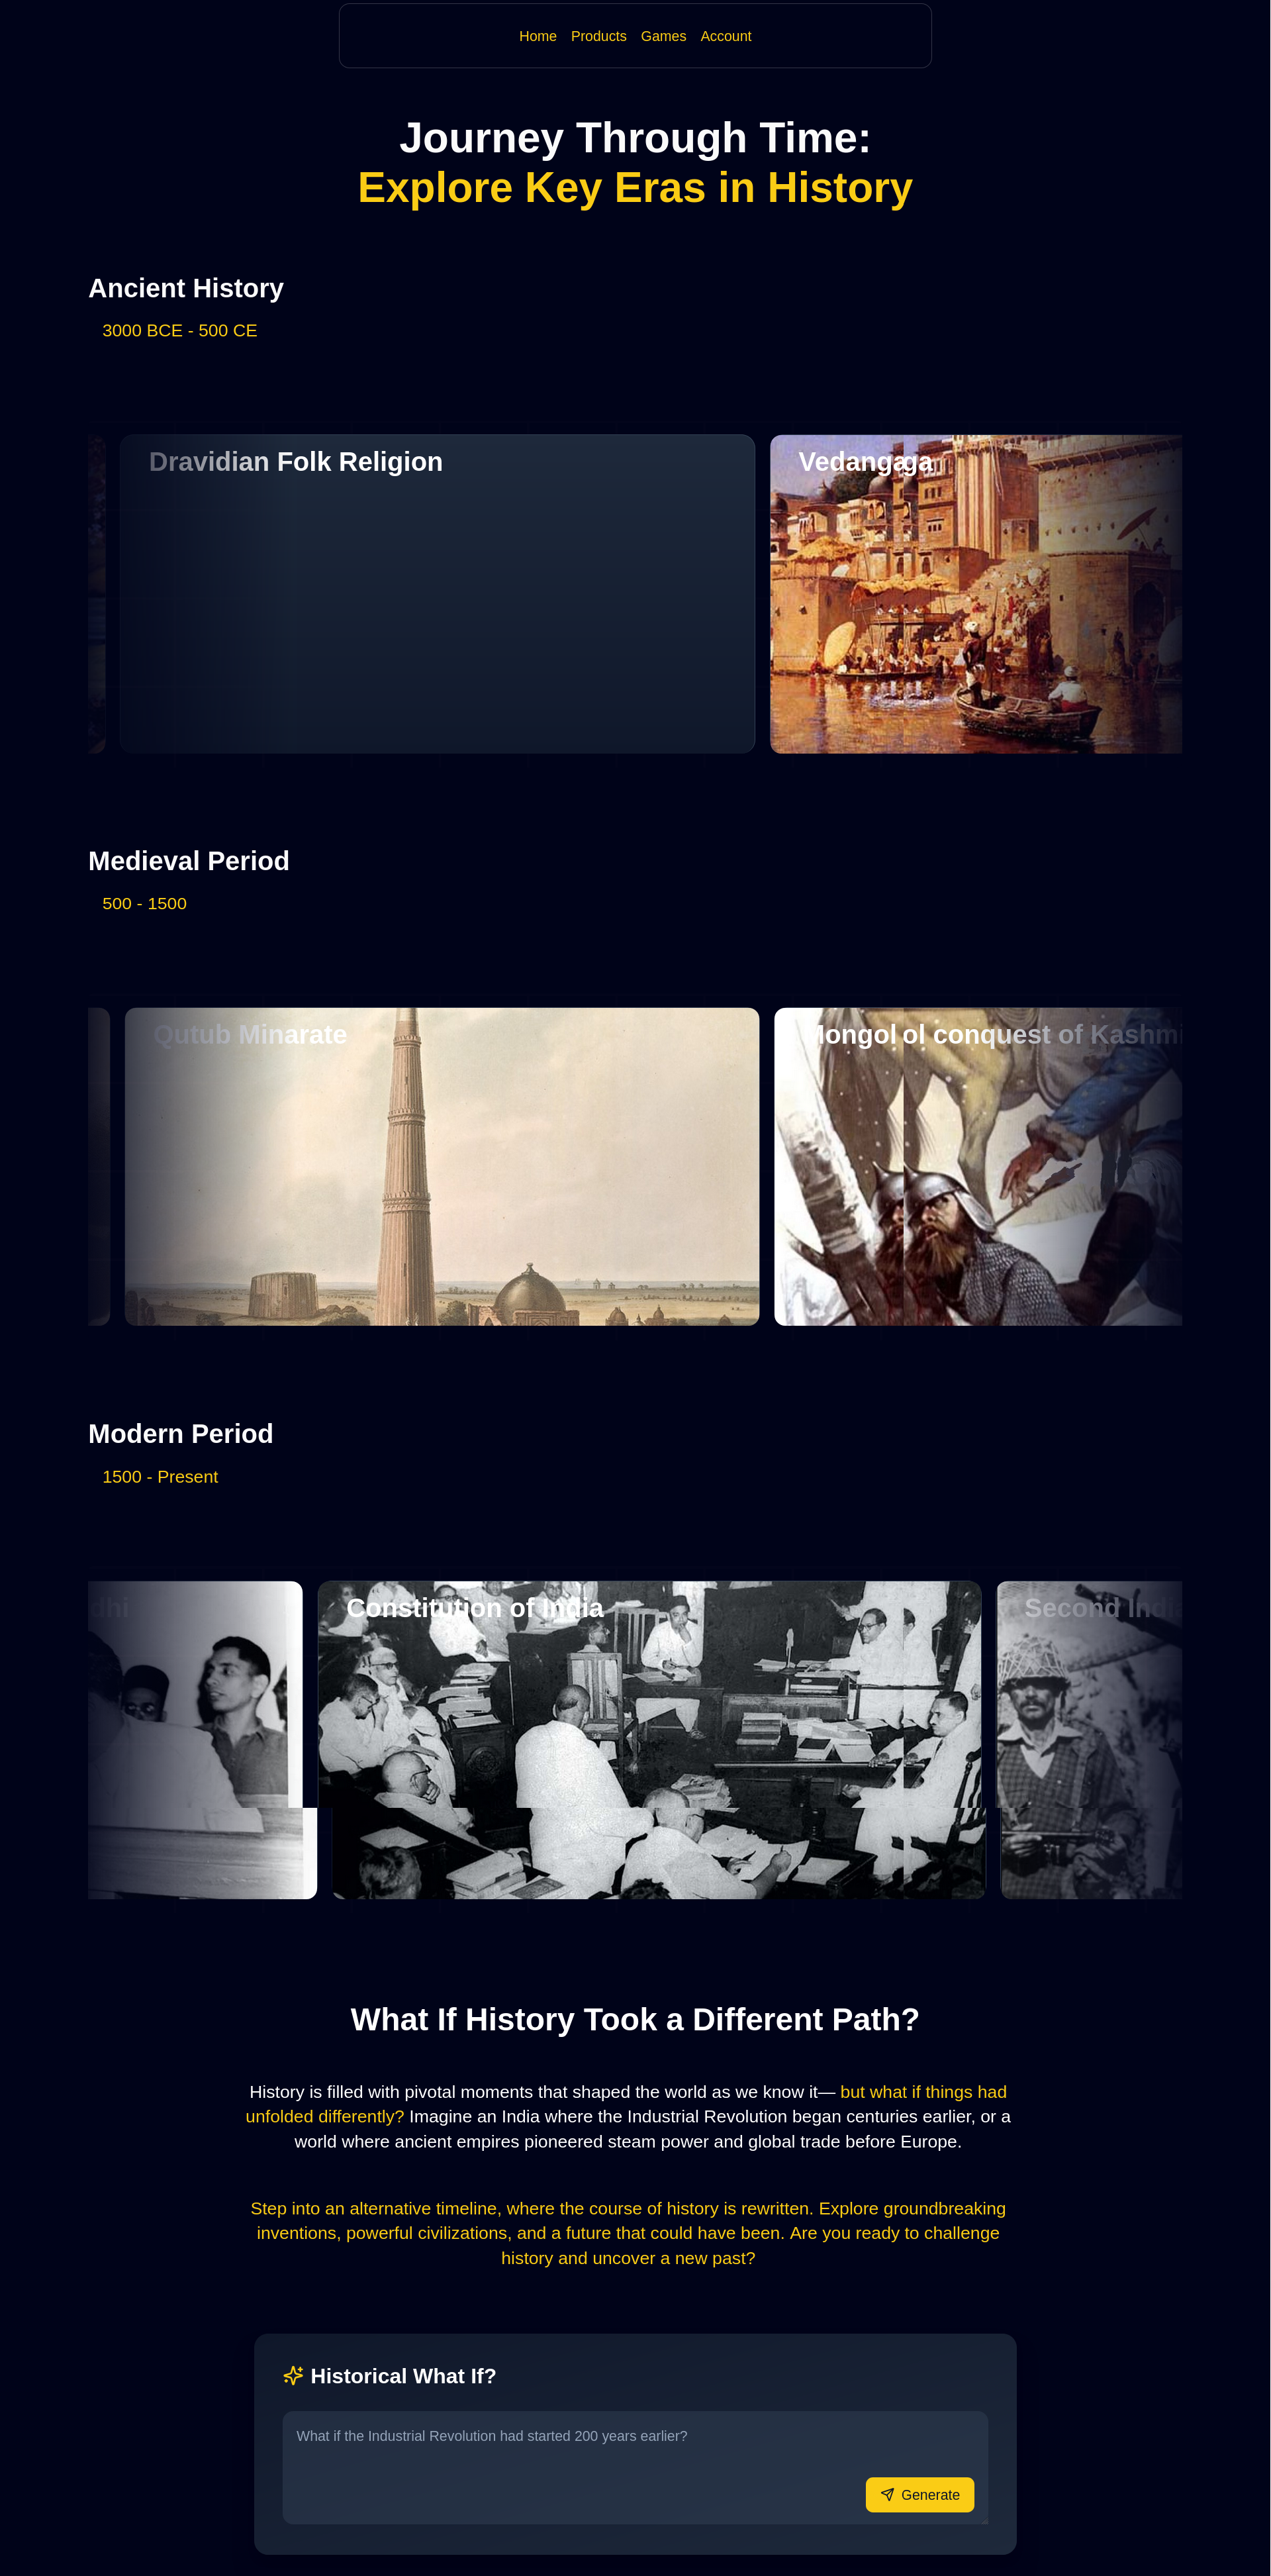 Home Products Games Account
Journey Through Time:
Explore Key Eras in History
Ancient History
3000 BCE - 500 CE
Dravidian Folk Religion
Vedangaga
Medieval Period
500 - 1500
Qutub Minarate
Mongol ol conquest of Kashmi
Modern Period
1500 - Present
dhi
Constitution of India
Second India
What If History Took a Different Path?
History is filled with pivotal moments that shaped the world as we know it— but what if things had
unfolded differently? Imagine an India where the Industrial Revolution began centuries earlier, or a
world where ancient empires pioneered steam power and global trade before Europe.
Step into an alternative timeline, where the course of history is rewritten. Explore groundbreaking
inventions, powerful civilizations, and a future that could have been. Are you ready to challenge
history and uncover a new past?
Historical What If?
What if the Industrial Revolution had started 200 years earlier?
Generate